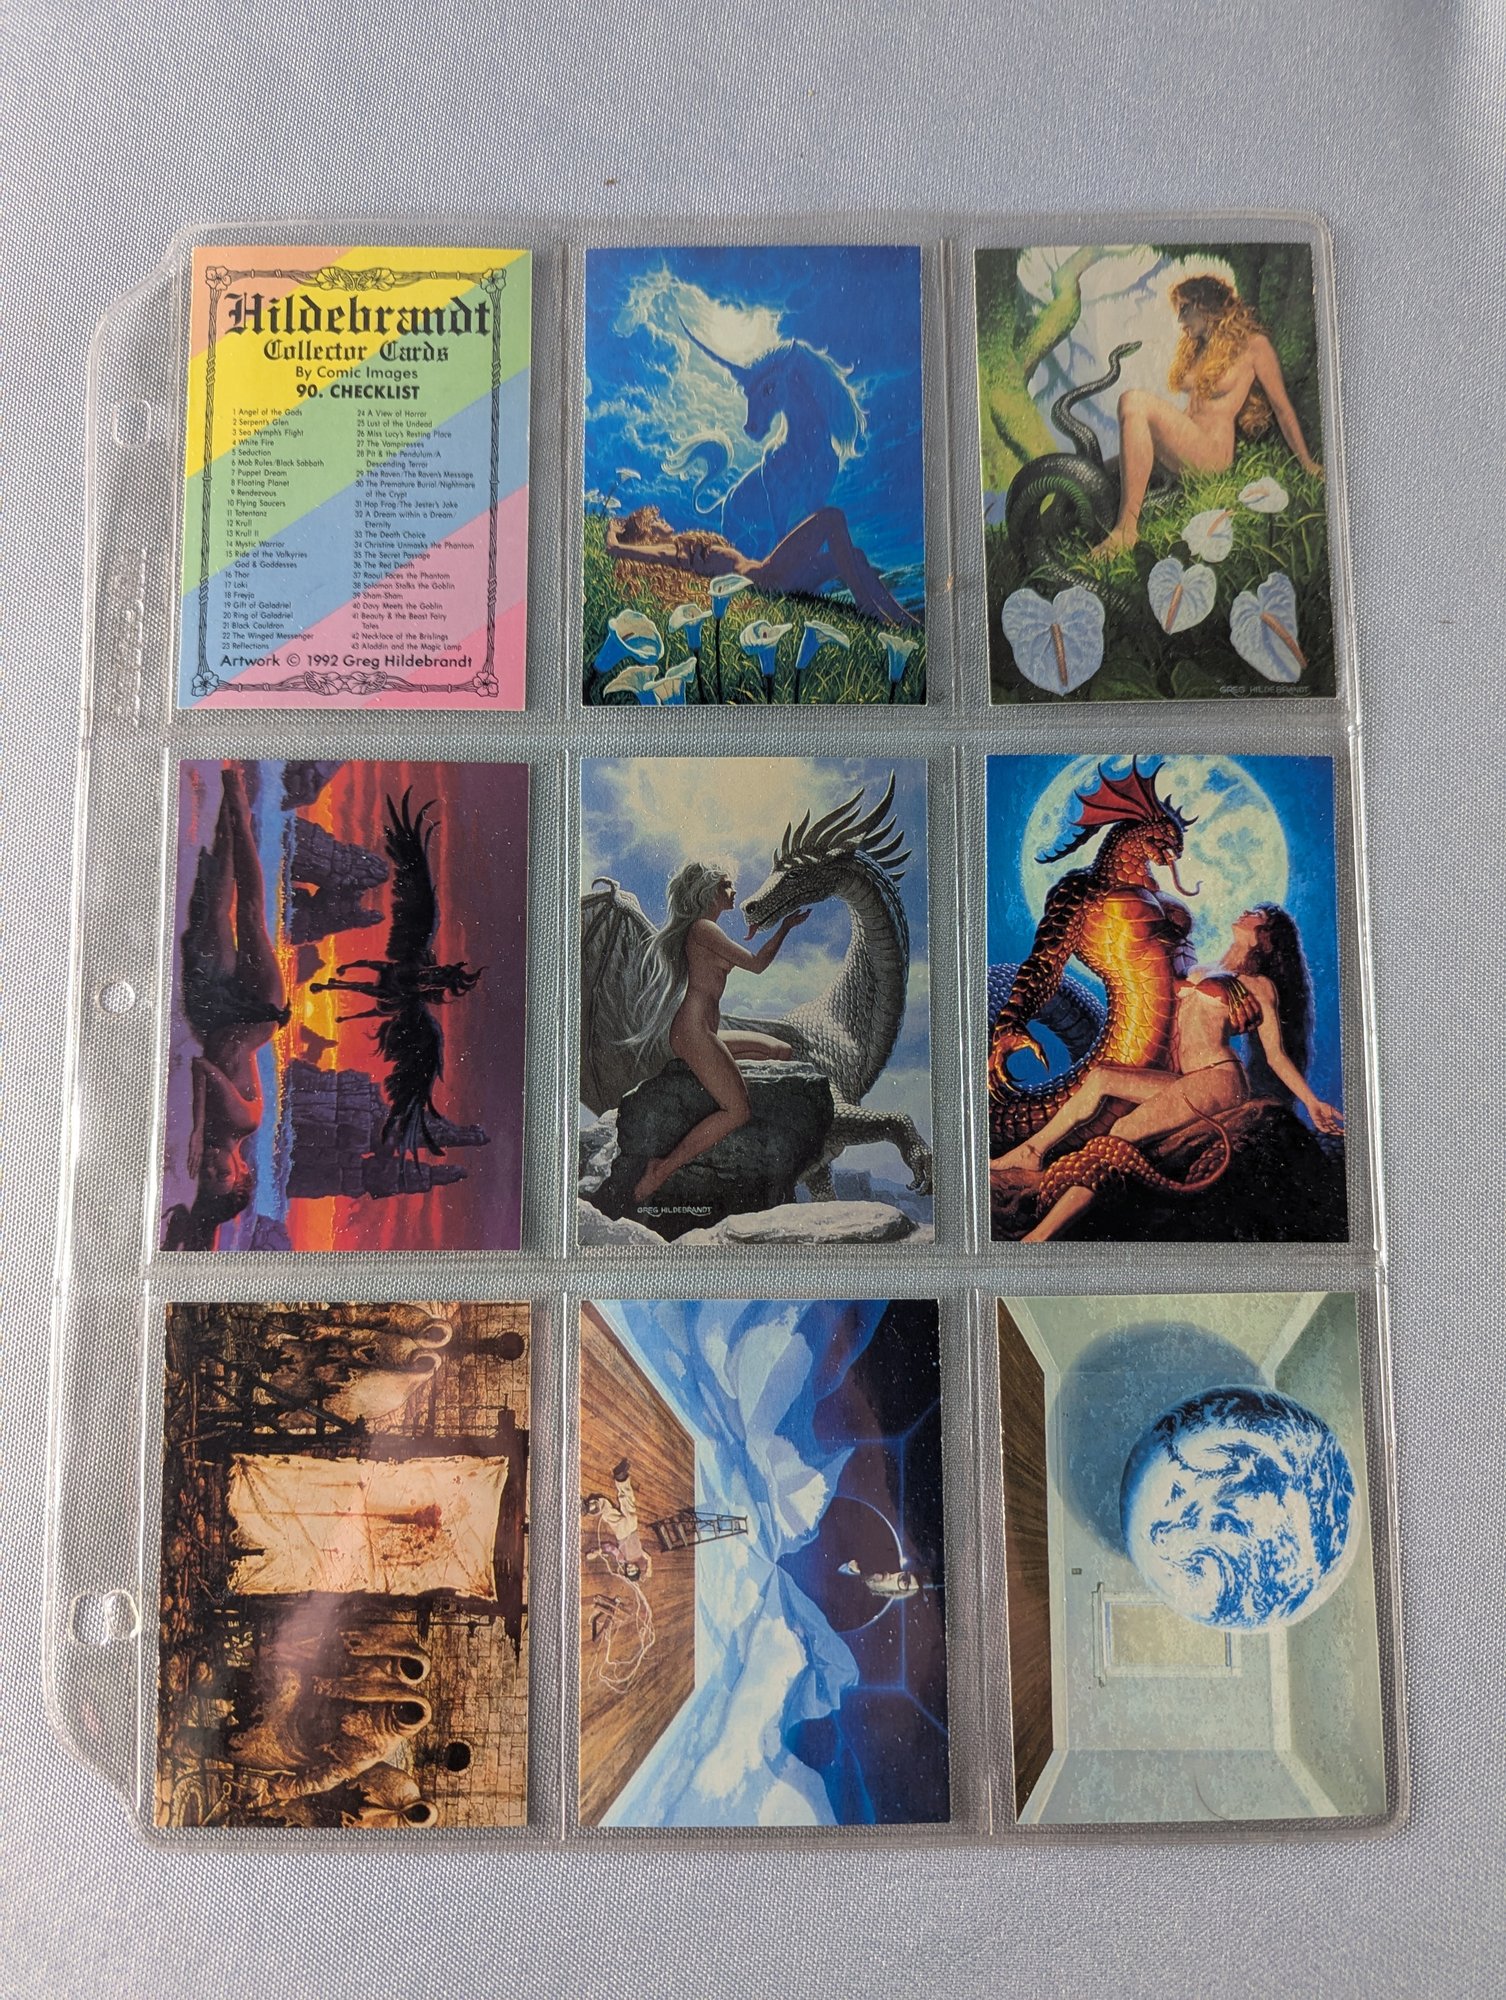 Hildebrandt
Collector Cards
By Comic Images
90. CHECKLIST
1 Angel of the Gods
2 Serpent's Glen
3 Sea Nymph's Flight
4 White Fire
5 Seduction
6 Mob Rules/Black Sabbath
7 Puppet Dream
8 Floating Planet
9 Rendezvous
10 Flying Saucers
11 Totentanz
12 Krull
13 Krull II
14 Mystic Warrior
15 Ride of the Valkyries
God & Goddesses
16 Thor
17 Loki
18 Freyja
19 Gift of Galadriel
20 Ring of Galadriel
21 Black Cauldron
22 The Winged Messenger
23 Reflections
24 A View of Horror
25 Lust of the Undead
26 Miss Lucy's Resting Place
27 The Vampiresses
28 Pit & the Pendulum/A
Descending Terror
29 The Raven/The Raven's Message
30 The Premature Burial/Nightmare
of the Crypt
31 Hop Frog/The Jester's Joke
32 A Dream within a Dream/
Eternity
33 The Death Choice
34 Christine Unmasks the Phantom
35 The Secret Passage
36 The Red Death
37 Raoul Faces the Phantom
38 Solomon Stalks the Goblin
39 Sham-Sham
40 Davy Meets the Goblin
41 Beauty & the Beast Fairy
Tales
42 Necklace of the Brislings
43 Aladdin and the Magic Lamp
Artwork © 1992 Greg Hildebrandt
GREG HILDEBRANDT
GREG HILDEBRANDT